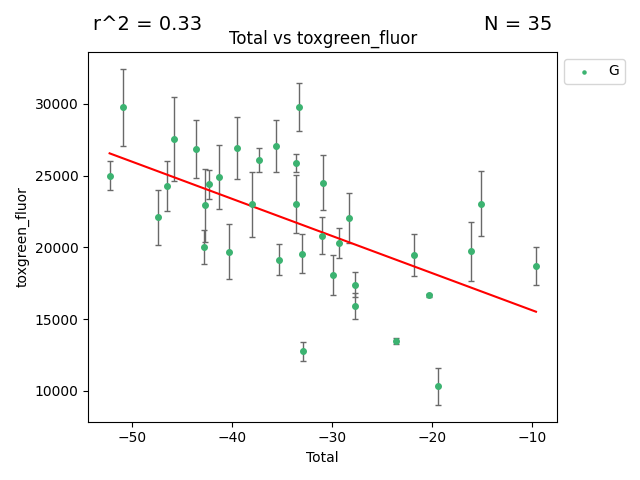 r^2 = 0.33
N = 35
Total vs toxgreen_fluor
G
30000
25000
20000
15000
10000
toxgreen_fluor
−50
−40
−30
−20
−10
Total